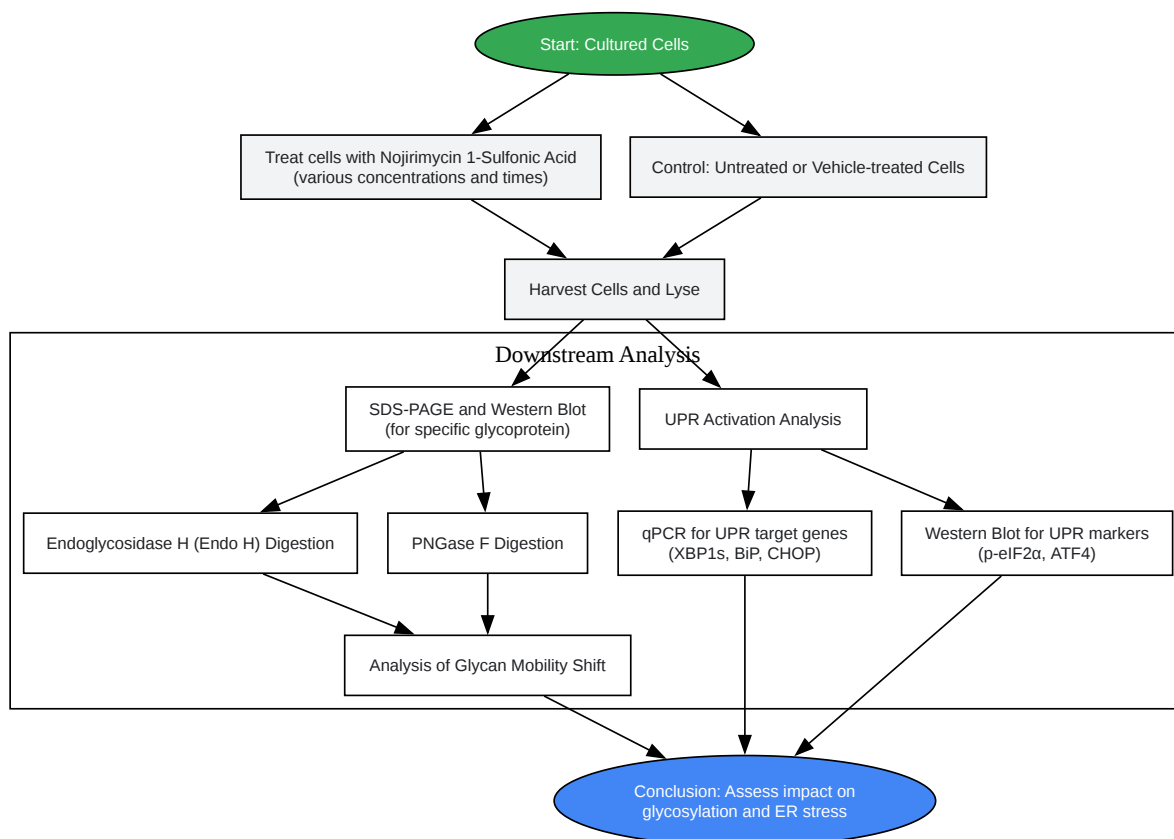 Start: Cultured Cells
Treat cells with Nojirimycin 1-Sulfonic Acid
(various concentrations and times)
Control: Untreated or Vehicle-treated Cells
Harvest Cells and Lyse
Downstream Analysis
SDS-PAGE and Western Blot
(for specific glycoprotein)
UPR Activation Analysis
Endoglycosidase H (Endo H) Digestion
PNGase F Digestion
qPCR for UPR target genes
(XBP1s, BiP, CHOP)
Western Blot for UPR markers
(p-eIF2α, ATF4)
Analysis of Glycan Mobility Shift
Conclusion: Assess impact on
glycosylation and ER stress